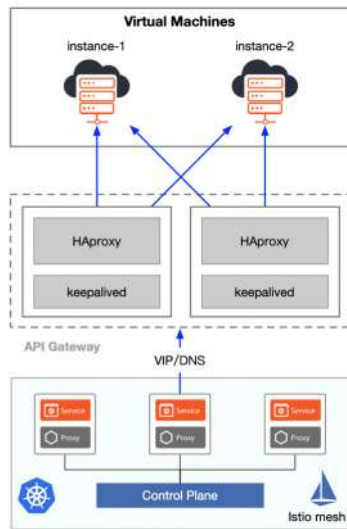 Virtual Machines
instance-1 instance-2
HAproxy HAproxy
keepalived keepalived
API Gateway
VIP/DNS
Service Service Service
Proxy Proxy Proxy
Control Plane
Istio mesh